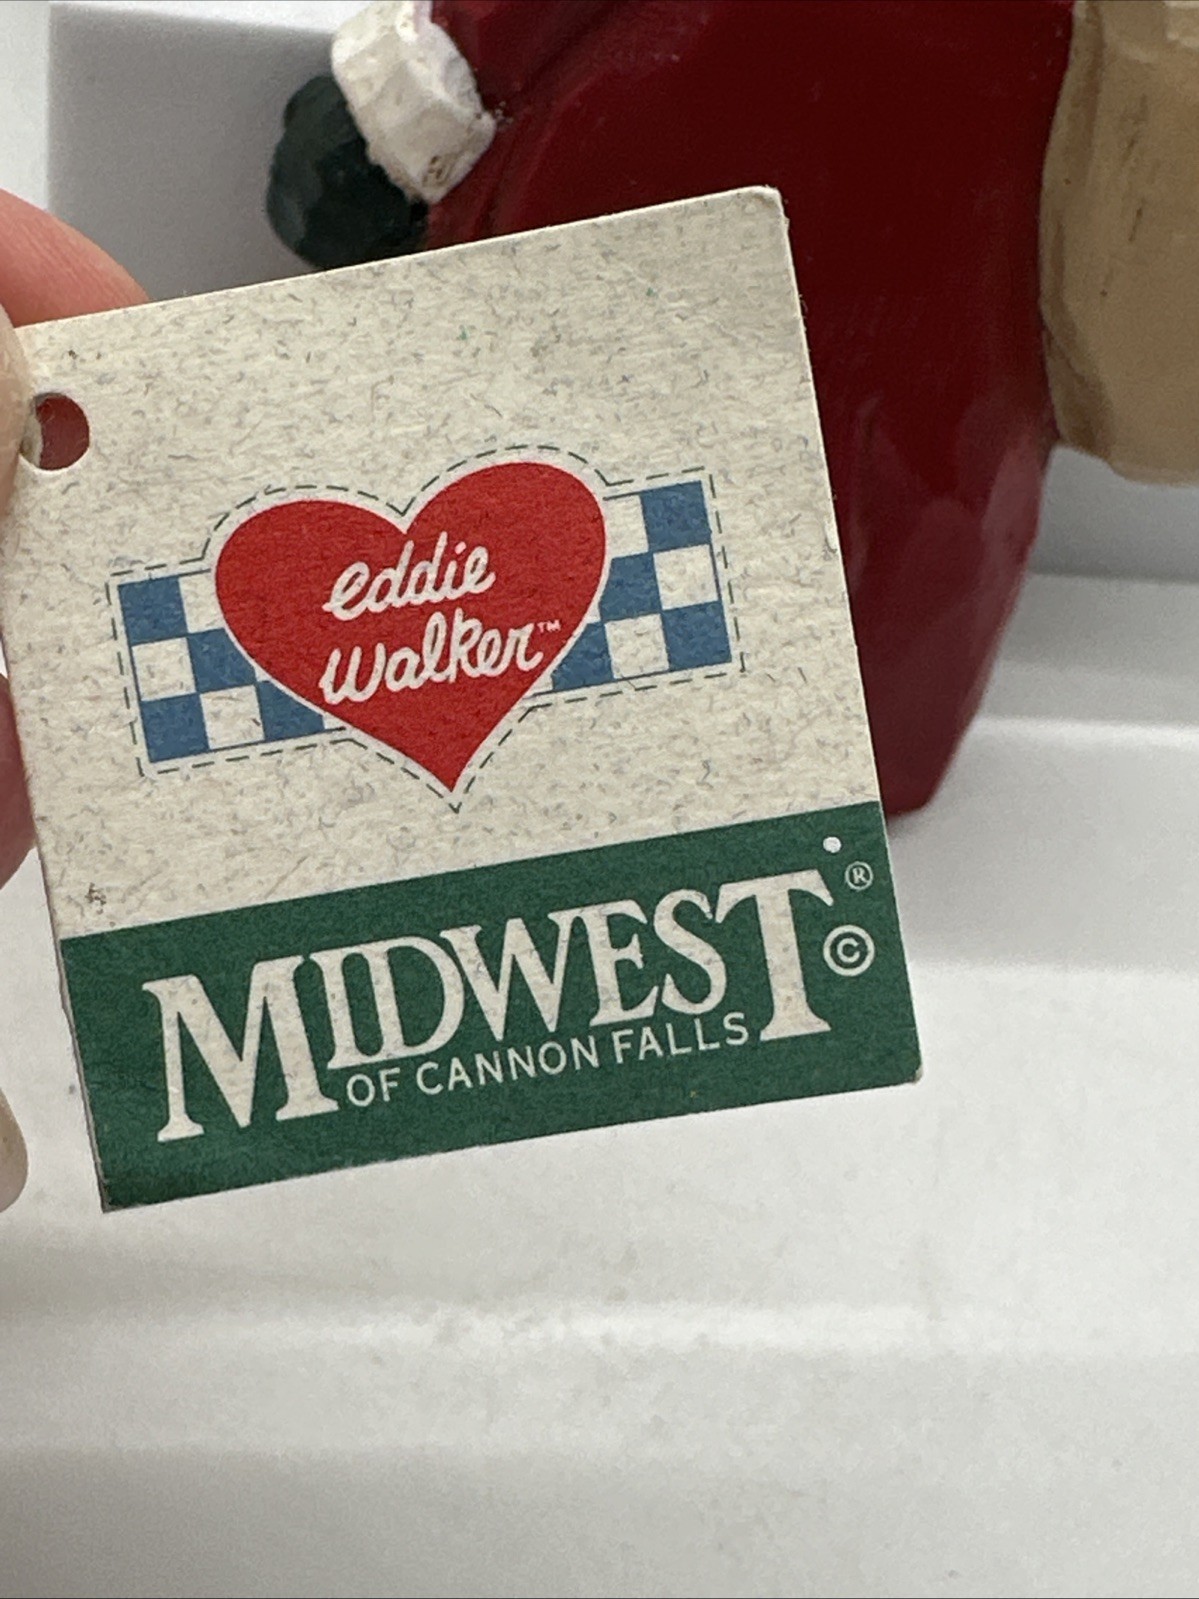 eddie
walker™
MIDWEST®
OF CANNON FALLS
©